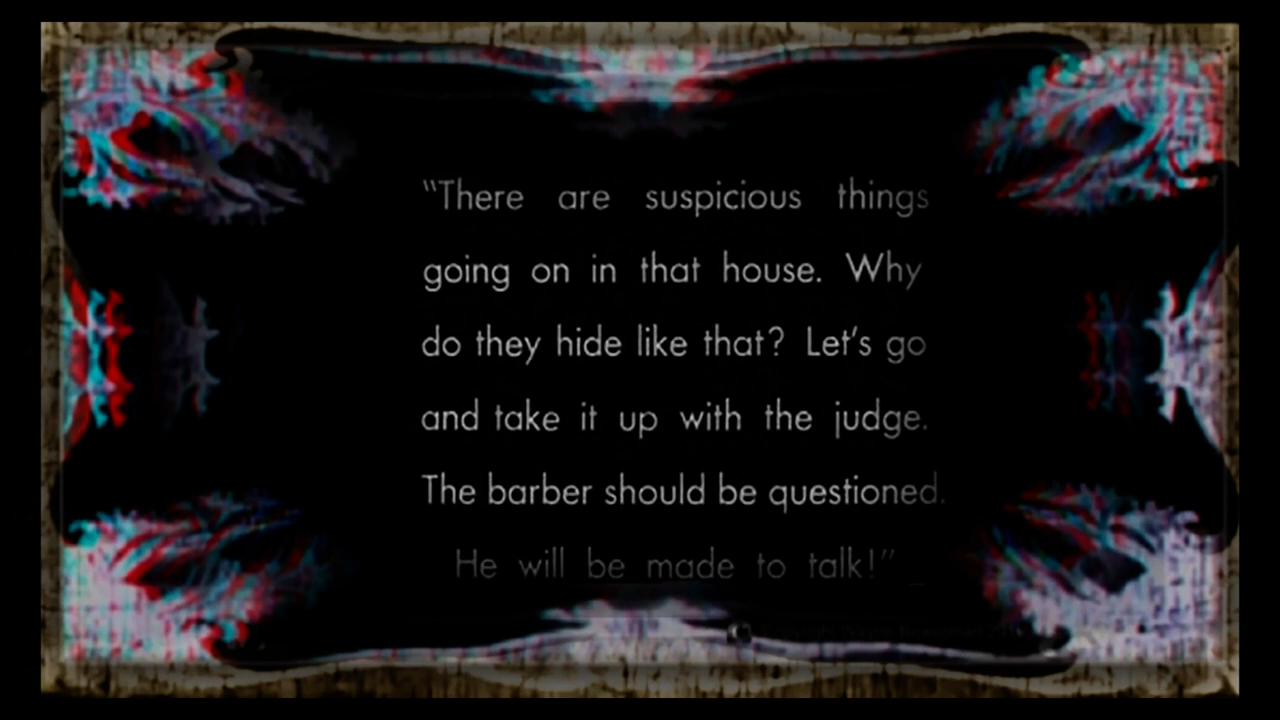 “There are suspicious things
going on in that house. Why
do they hide like that? Let’s go
and take it up with the judge.
The barber should be questioned.
He will be made to talk!”